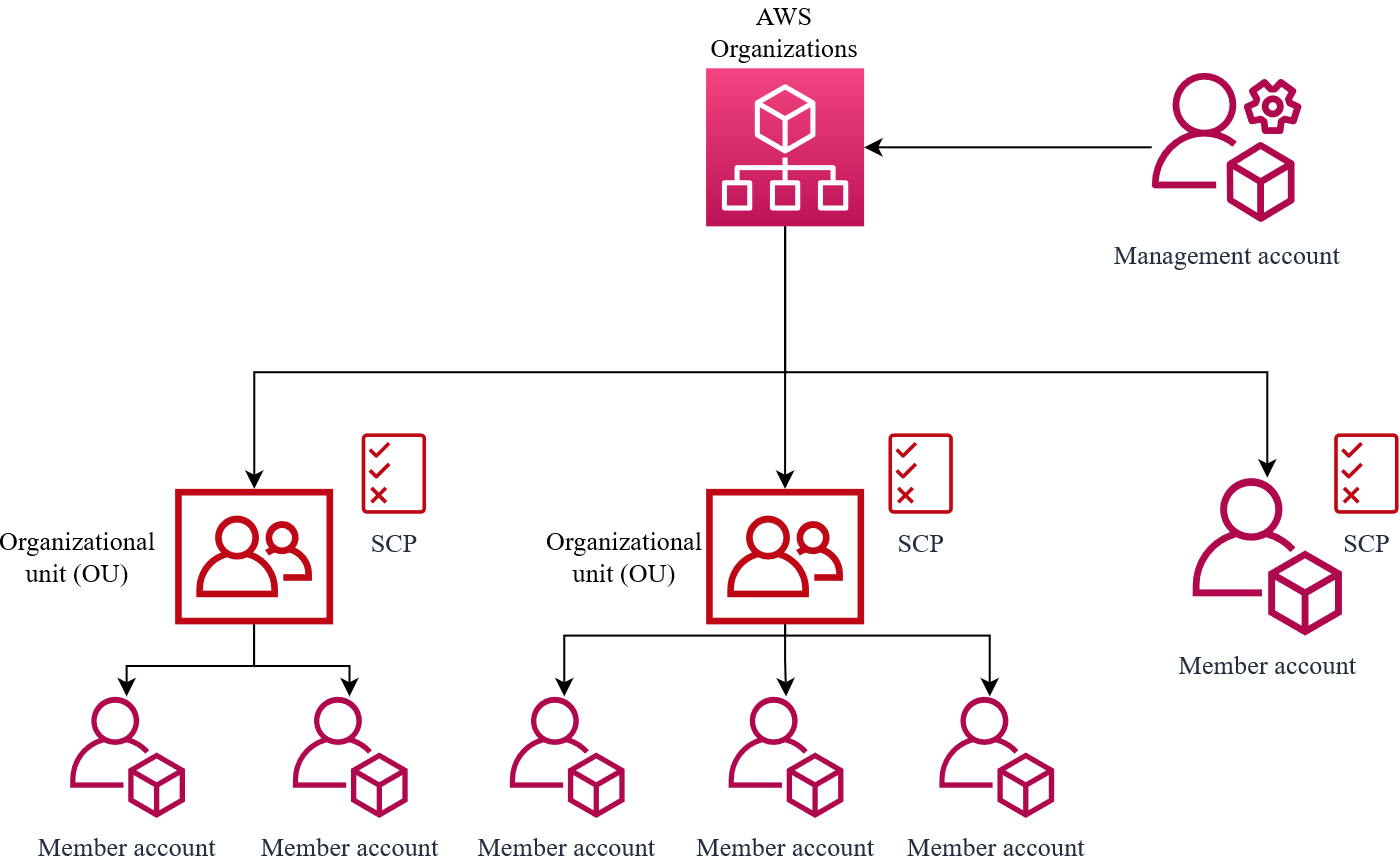 AWS
Organizations
Management account
Organizational
unit (OU)
SCP
Organizational
unit (OU)
SCP
SCP
Member account
Member account
Member account
Member account
Member account
Member account